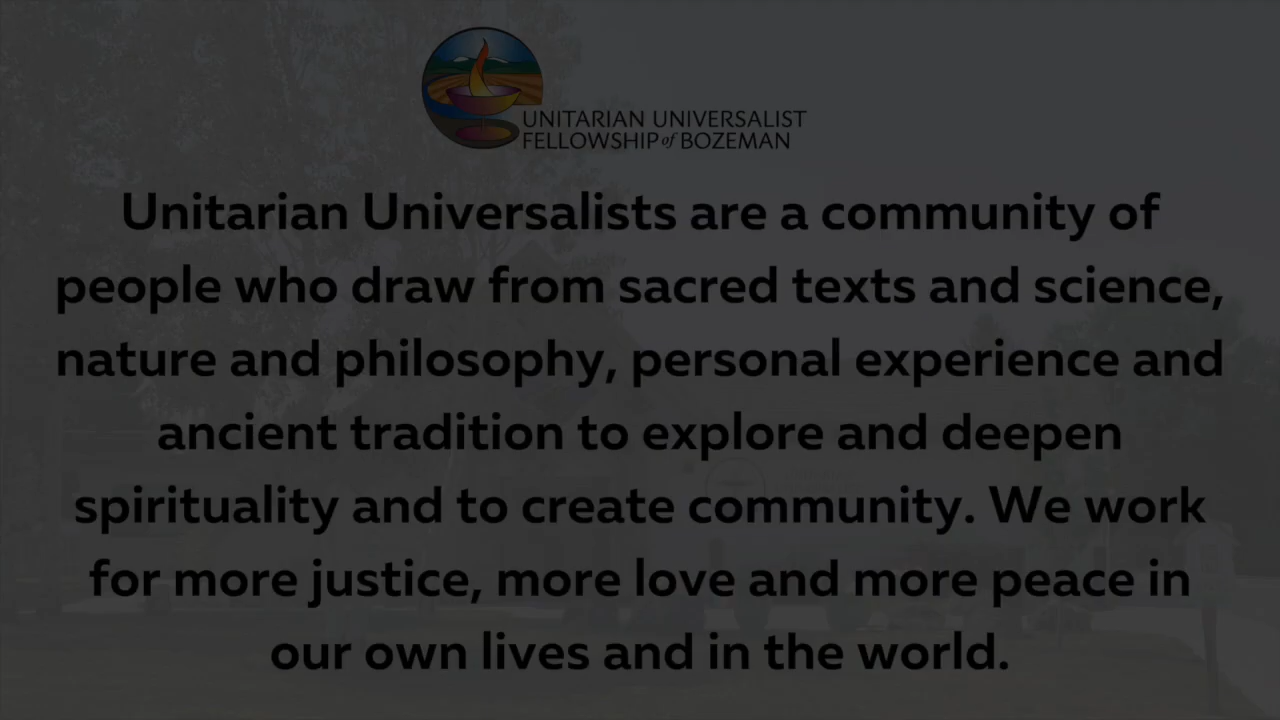 UNITARIAN UNIVERSALIST
FELLOWSHIP of BOZEMAN
Unitarian Universalists are a community of
people who draw from sacred texts and science,
nature and philosophy, personal experience and
ancient tradition to explore and deepen
spirituality and to create community. We work
for more justice, more love and more peace in
our own lives and in the world.